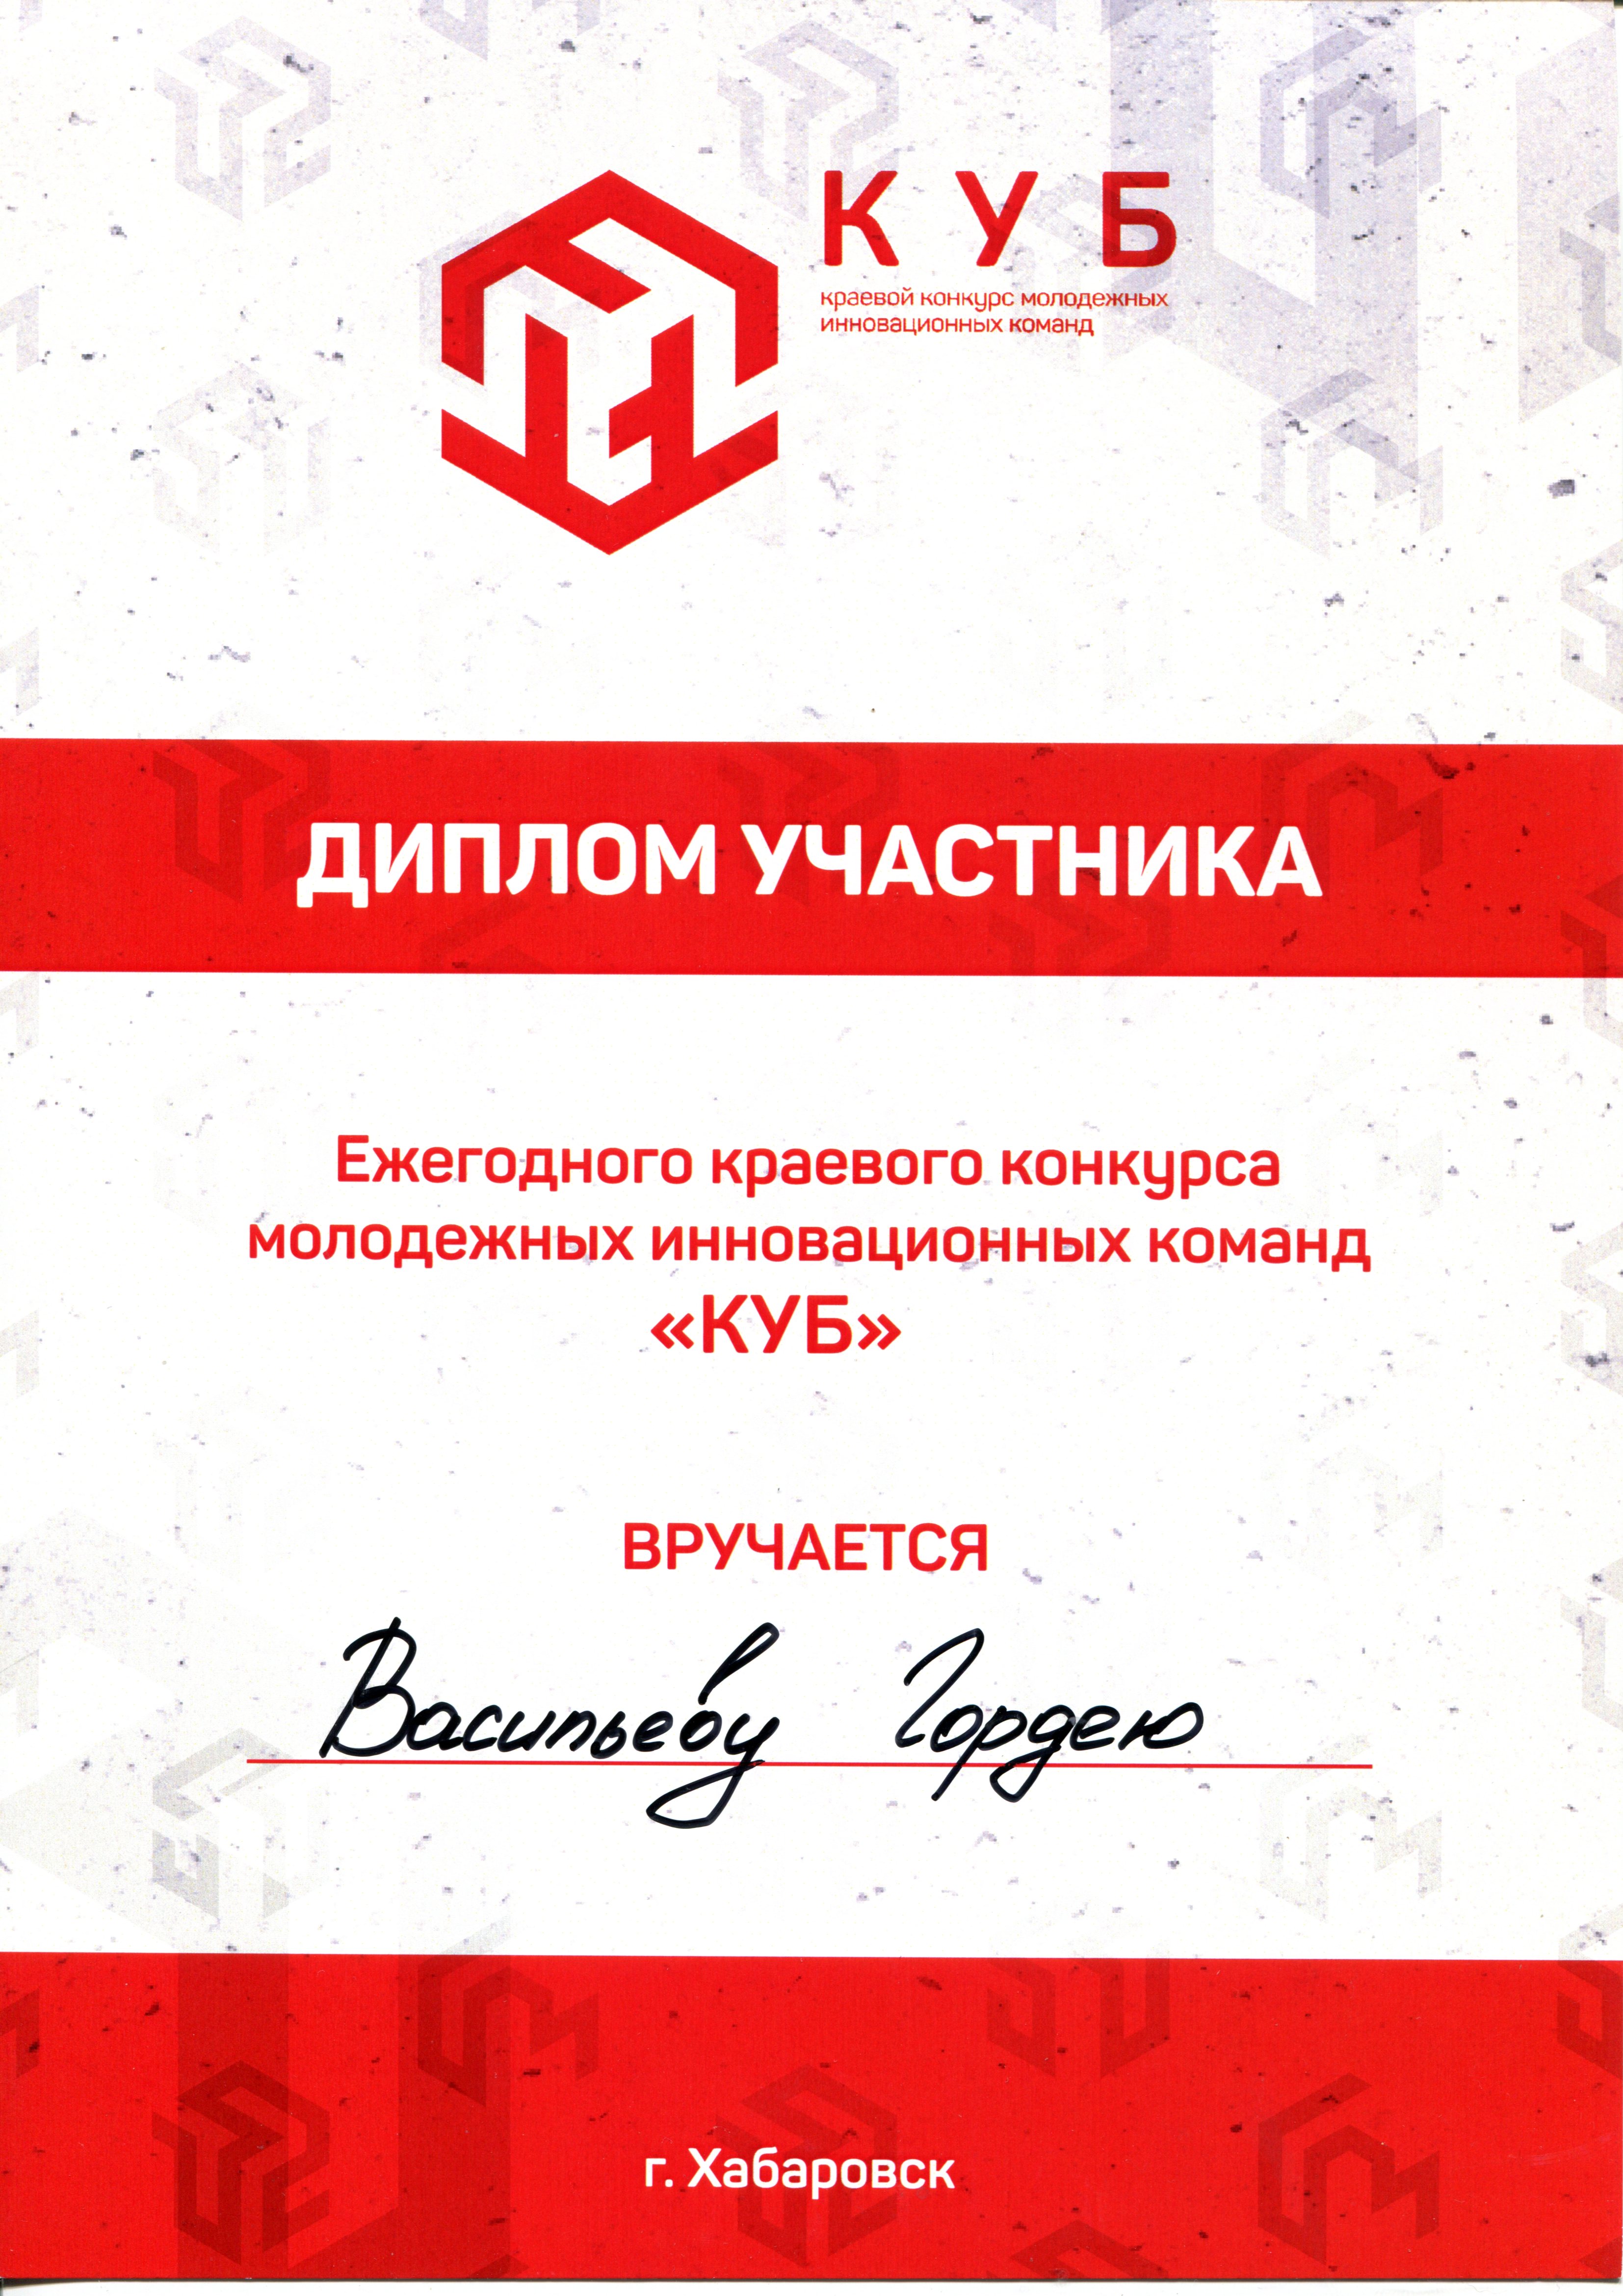 КУБ
краевой конкурс молодежных
инновационных команд
ДИПЛОМ УЧАСТНИКА
Ежегодного краевого конкурса
молодежных инновационных команд
«КУБ»
ВРУЧАЕТСЯ
Васильеву Гордею
г. Хабаровск